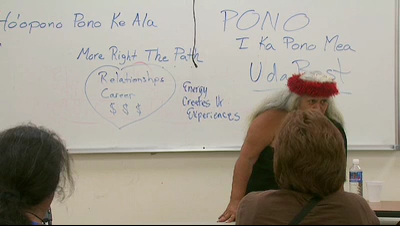 Ho'opono Pono Ke Ala
More Right The Path
Relationships
Career
$ $ $
Energy
Creates Ur
Experiences
PONO
I Ka Pono Mea